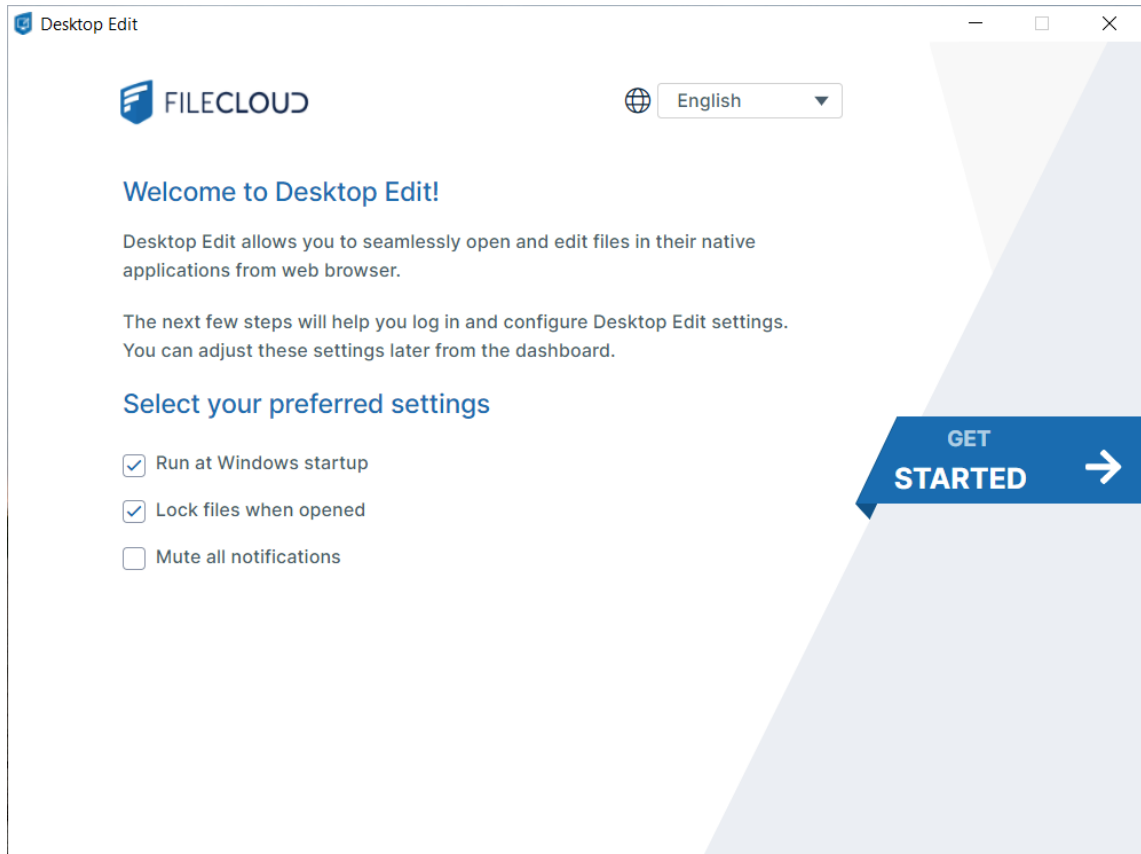 Desktop Edit
FILECLOUD
English
Welcome to Desktop Edit!
Desktop Edit allows you to seamlessly open and edit files in their native
applications from web browser.
The next few steps will help you log in and configure Desktop Edit settings.
You can adjust these settings later from the dashboard.
Select your preferred settings
Run at Windows startup
Lock files when opened
Mute all notifications
GET
STARTED